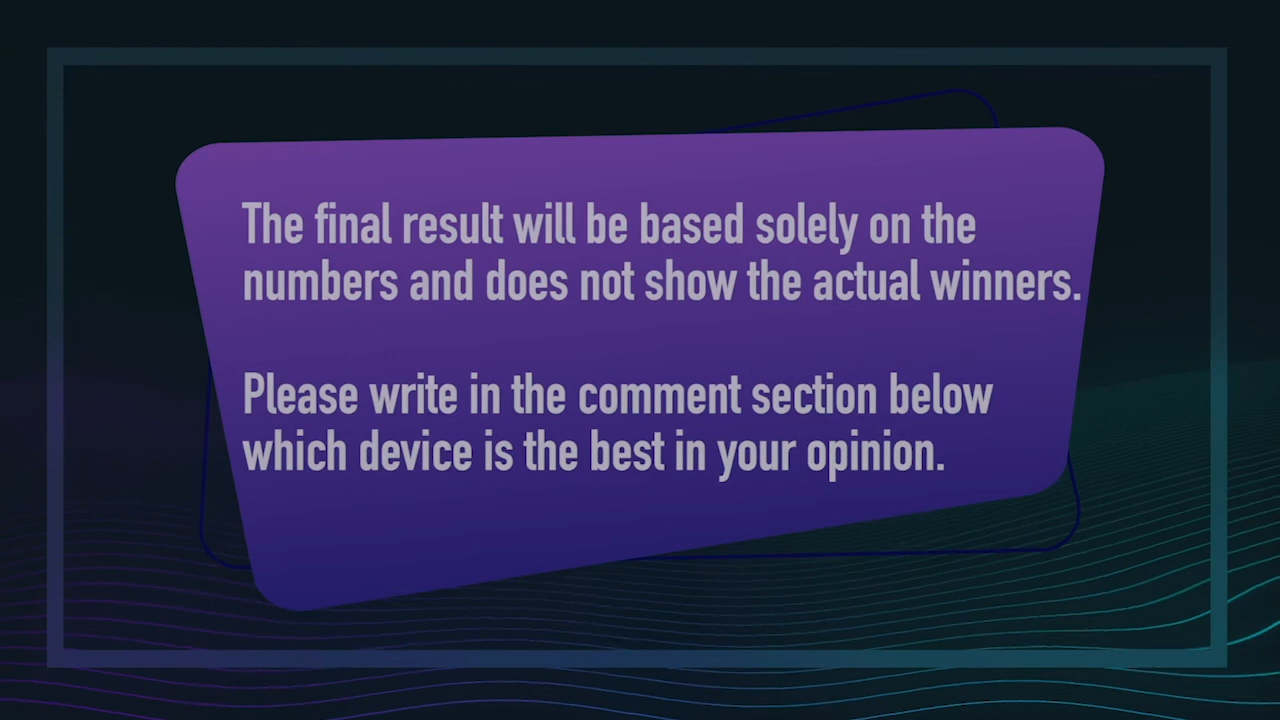 The final result will be based solely on the
numbers and does not show the actual winners.
Please write in the comment section below
which device is the best in your opinion.